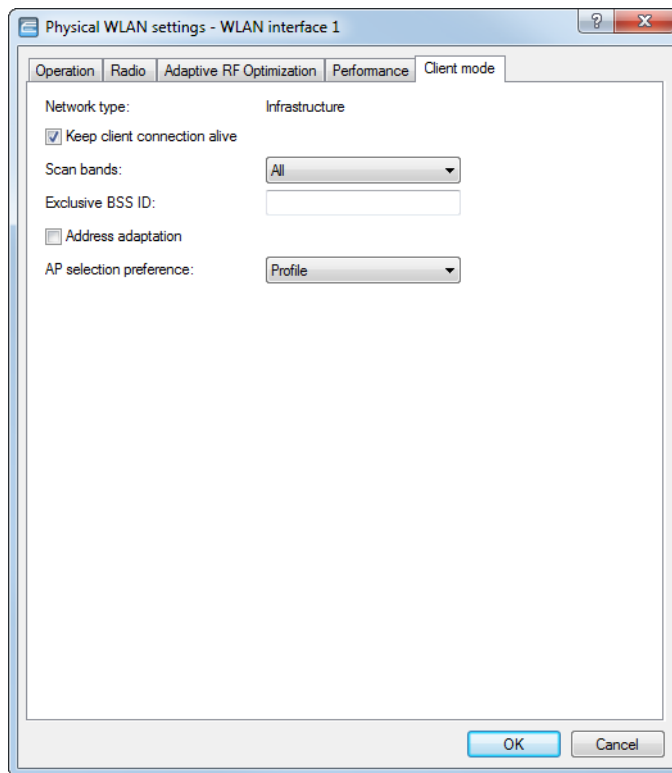 Physical WLAN settings - WLAN interface 1
?
Operation Radio Adaptive RF Optimization Performance Client mode
Network type: Infrastructure
Keep client connection alive
Scan bands: All
Exclusive BSS ID:
Address adaptation
AP selection preference: Profile
OK Cancel